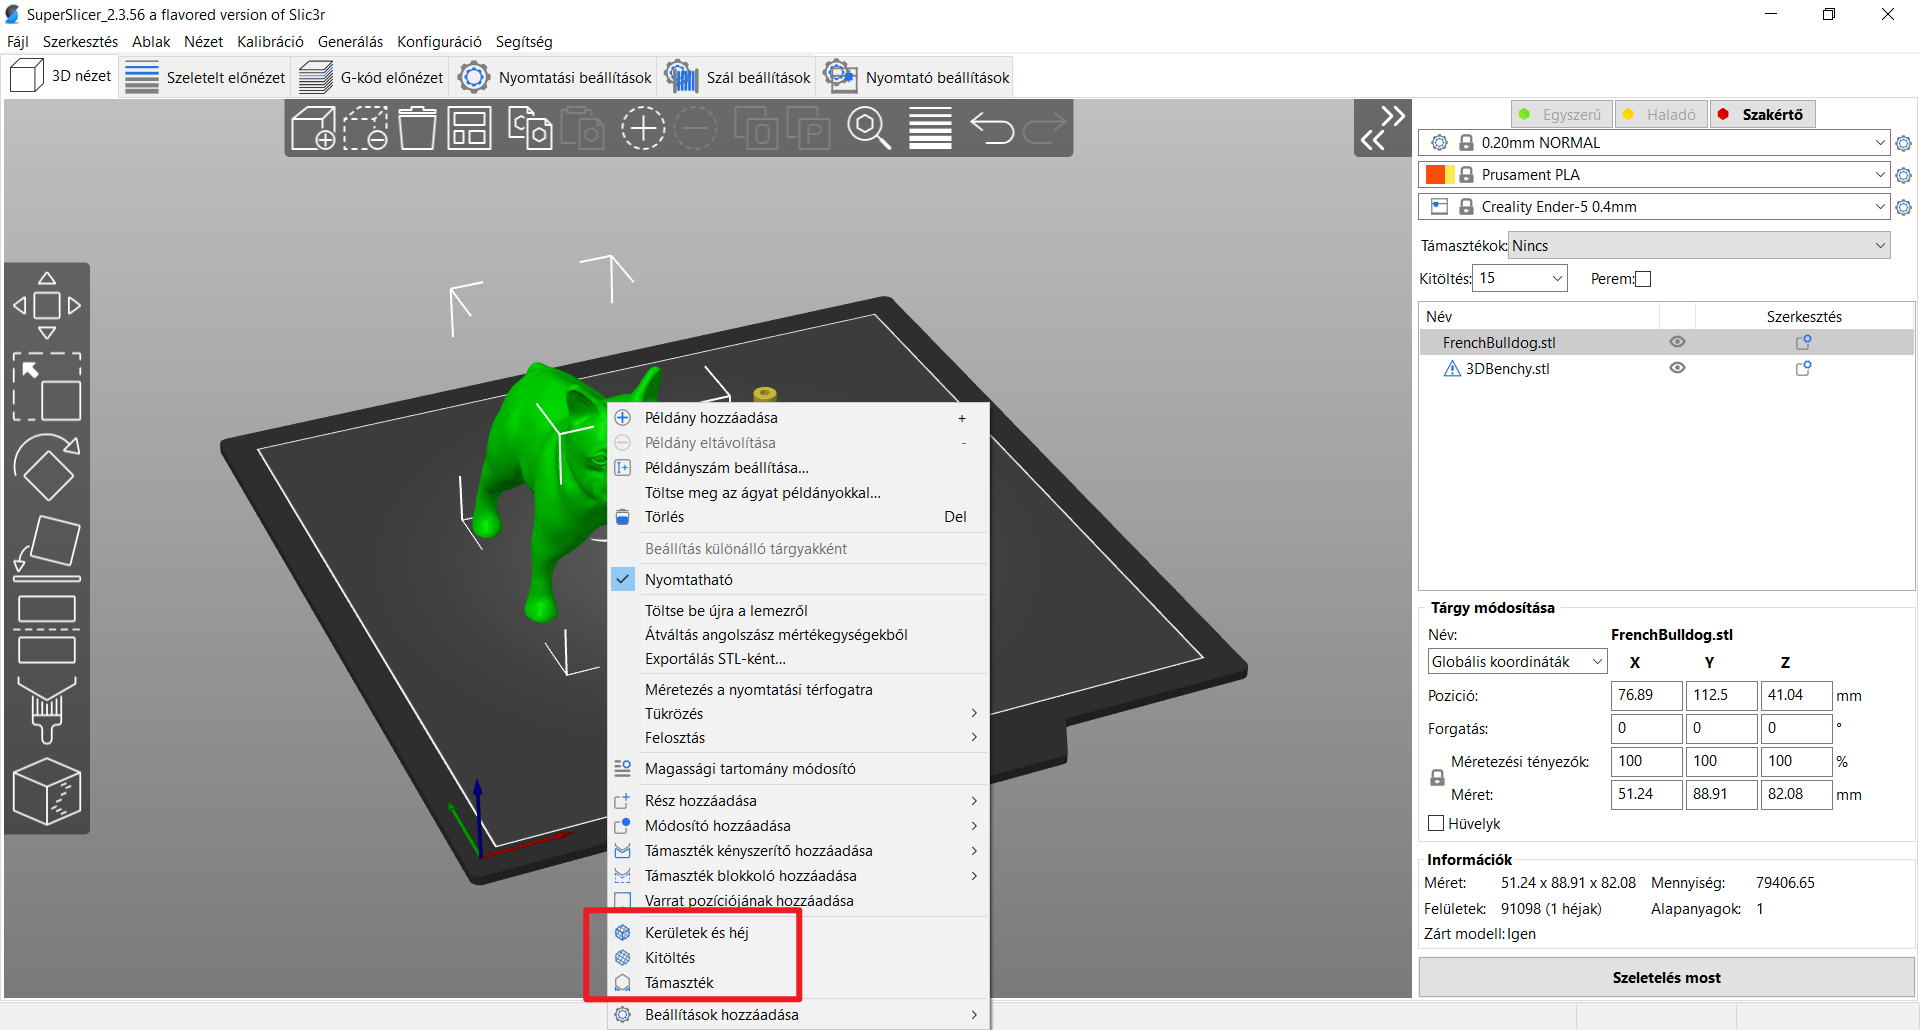 SuperSlicer_2.3.56 a flavored version of Slic3r
Fájl Szerkesztés Ablak Nézet Kalibráció Generálás Konfiguráció Segítség
3D nézet Szeletelt előnézet G-kód előnézet Nyomtatási beállítások Szál beállítások Nyomtató beállítások
Egyszerű Haladó Szakértő
0.20mm NORMAL
Prusament PLA
Creality Ender-5 0.4mm
Támasztékok: Nincs
Kitöltés: 15 Perem:
Név Szerkesztés
FrenchBulldog.stl
3DBenchy.stl
Példány hozzáadása +
Példány eltávolítása -
Példányszám beállítása...
Töltse meg az ágyat példányokkal...
Törlés Del
Beállítás különálló tárgyakként
Nyomtatható
Töltse be újra a lemezről
Átváltás angolszász mértékegységekből
Exportálás STL-ként...
Méretezés a nyomtatási térfogatra
Tükrözés
Felosztás
Magassági tartomány módosító
Rész hozzáadása
Módosító hozzáadása
Támaszték kényszerítő hozzáadása
Támaszték blokkoló hozzáadása
Varrat pozíciójának hozzáadása
Kerületek és héj
Kitöltés
Támaszték
Beállítások hozzáadása
Tárgy módosítása
Név: FrenchBulldog.stl
Globális koordináták X Y Z
Pozició: 76.89 112.5 41.04 mm
Forgatás: 0 0 0 °
Méretezési tényezők: 100 100 100 %
Méret: 51.24 88.91 82.08 mm
Hüvelyk
Információk
Méret: 51.24 x 88.91 x 82.08 Mennyiség: 79406.65
Felületek: 91098 (1 héjak) Alapanyagok: 1
Zárt modell: Igen
Szeletelés most